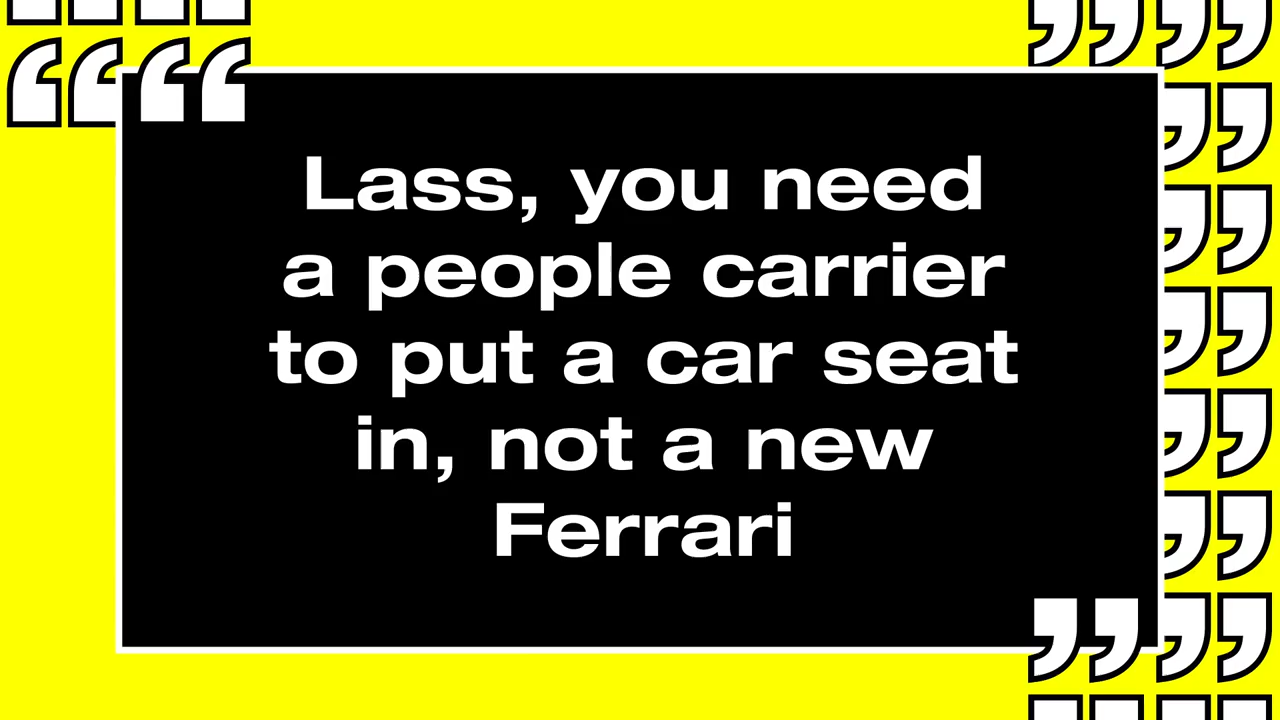 Lass, you need
a people carrier
to put a car seat
in, not a new
Ferrari